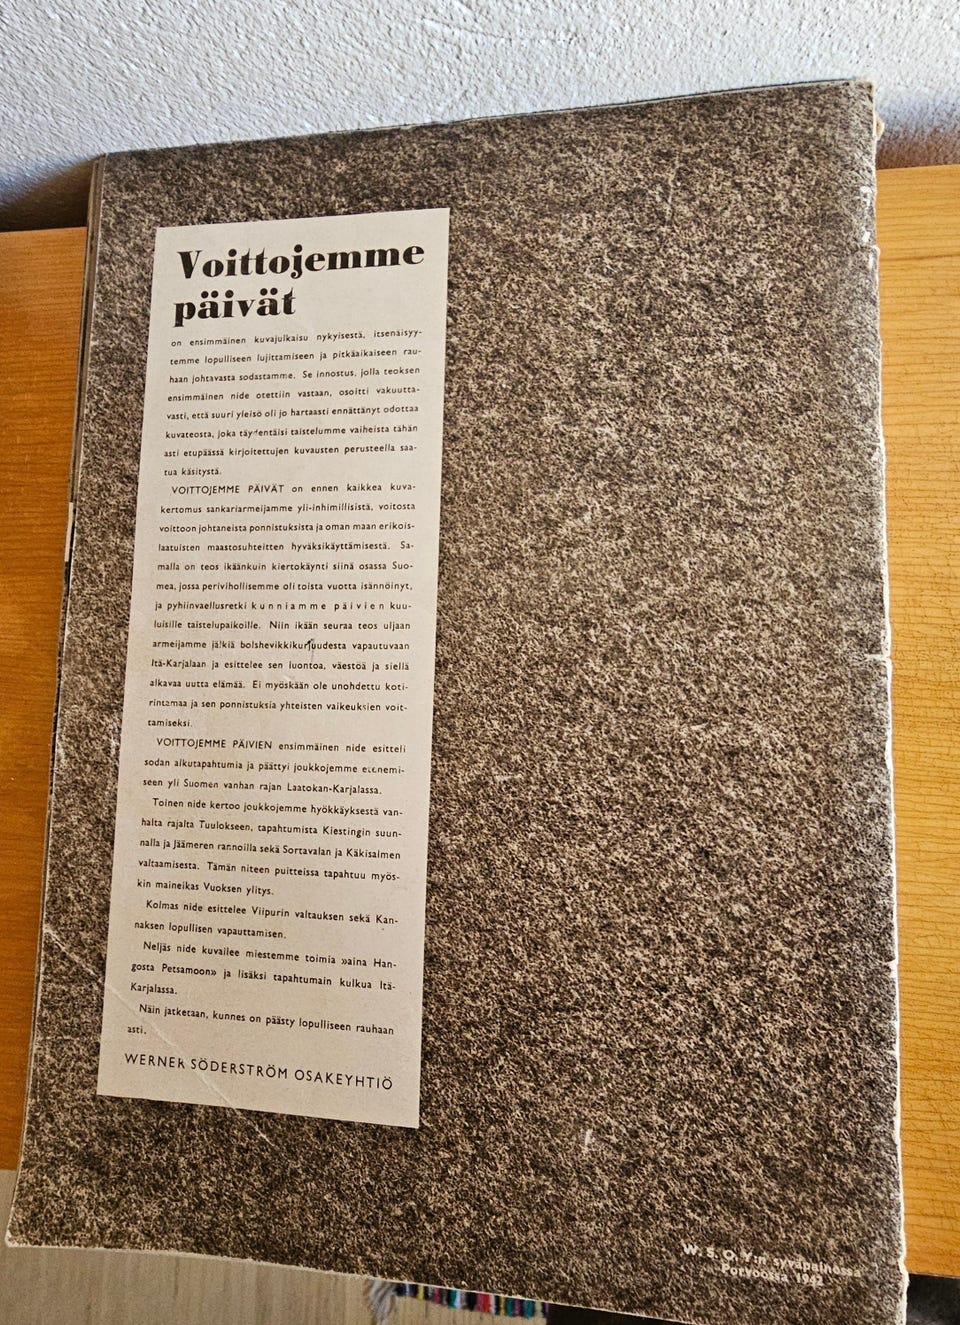 Voittojemme
päivät
on ensimmäinen kuvajulkaisu nykyisestä, itsenäisyy-
temme lopulliseen lujittamiseen ja pitkäaikaiseen rau-
haan johtavasta sodastamme. Se innostus, jolla teoksen
ensimmäinen nide otettiin vastaan, osoitti vakuutta-
vasti, että suuri yleisö oli jo hartaasti ennättänyt odottaa
kuvateosta, joka täydentäisi taistelumme vaiheista tähän
asti etupäässä kirjoitettujen kuvausten perusteella saa-
tua käsitystä.
VOITTOJEMME PÄIVÄT on ennen kaikkea kuva-
kertomus sankariarmeijamme yli-inhimillisistä, voitosta
voittoon johtaneista ponnistuksista ja oman maan erikois-
laatuisten maastosuhteitten hyväksikäyttämisestä. Sa-
malla on teos ikäänkuin kiertokäynti siinä osassa Suo-
mea, jossa perivihollisemme oli toista vuotta isännöinyt,
ja pyhiinvaellusretki kunniamme päivien kuu-
luisille taistelupaikoille. Niin ikään seuraa teos uljaan
armeijamme jälkiä bolshevikkikurjuudesta vapautuvaan
Itä-Karjalaan ja esittelee sen luontoa, väestöä ja siellä
alkavaa uutta elämää. Ei myöskään ole unohdettu koti-
rintamaa ja sen ponnistuksia yhteisten vaikeuksien voit-
tamiseksi.
VOITTOJEMME PÄIVIEN ensimmäinen nide esitteli
sodan alkutapahtumia ja päättyi joukkojemme etenemi-
seen yli Suomen vanhan rajan Laatokan-Karjalassa.
Toinen nide kertoo joukkojemme hyökkäyksestä van-
halta rajalta Tuulokseen, tapahtumista Kiestingin suun-
nalla ja Jäämeren rannoilla sekä Sortavalan ja Käkisalmen
valtaamisesta. Tämän niteen puitteissa tapahtuu myös-
kin maineikas Vuoksen ylitys.
Kolmas nide esittelee Viipurin valtauksen sekä Kan-
naksen lopullisen vapauttamisen.
Neljäs nide kuvailee miestemme toimia »aina Han-
gosta Petsamoon» ja lisäksi tapahtumain kulkua Itä-
Karjalassa.
Näin jatketaan, kunnes on päästy lopulliseen rauhaan
asti.
WERNER SÖDERSTRÖM OSAKEYHTIÖ
W. S. O. Y:n syväpainossa
Porvoossa 1942